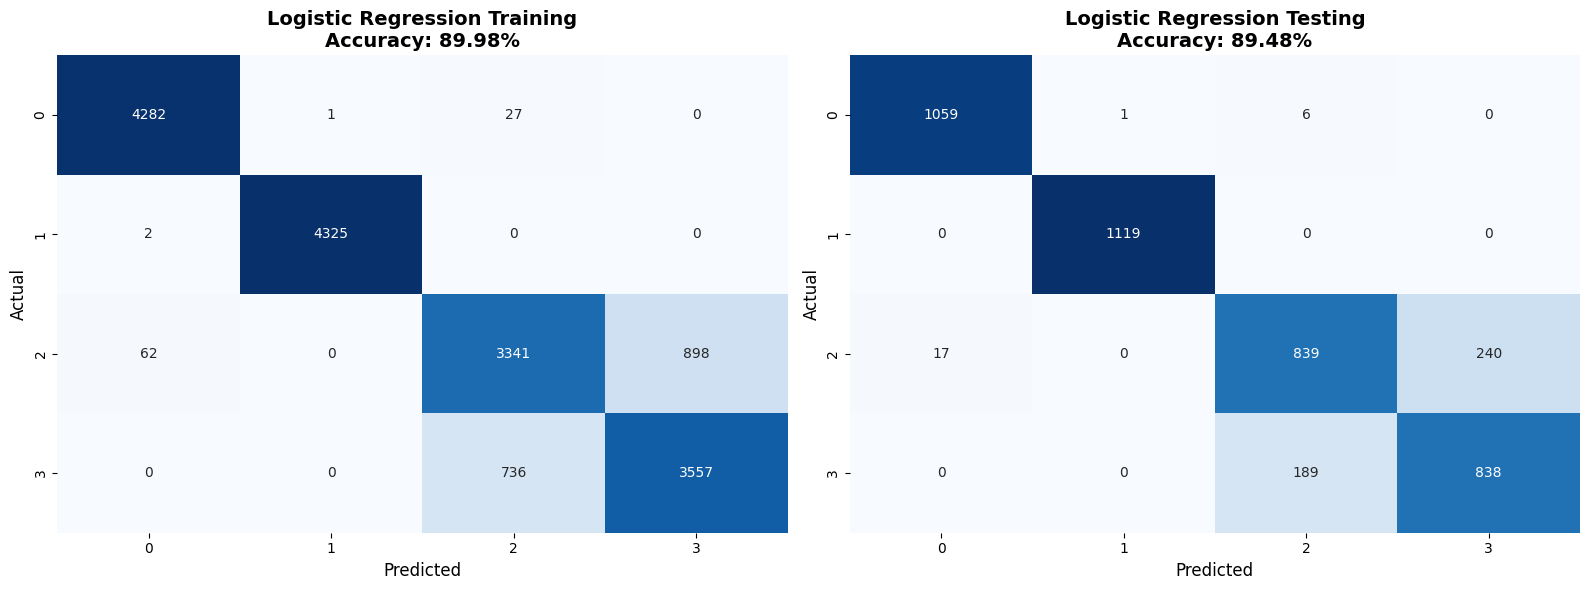 Logistic Regression Training
Accuracy: 89.98%
0 4282 1 27 0
1 2 4325 0 0
2 62 0 3341 898
3 0 0 736 3557
0 1 2 3
Predicted
Actual
Logistic Regression Testing
Accuracy: 89.48%
0 1059 1 6 0
1 0 1119 0 0
2 17 0 839 240
3 0 0 189 838
0 1 2 3
Predicted
Actual